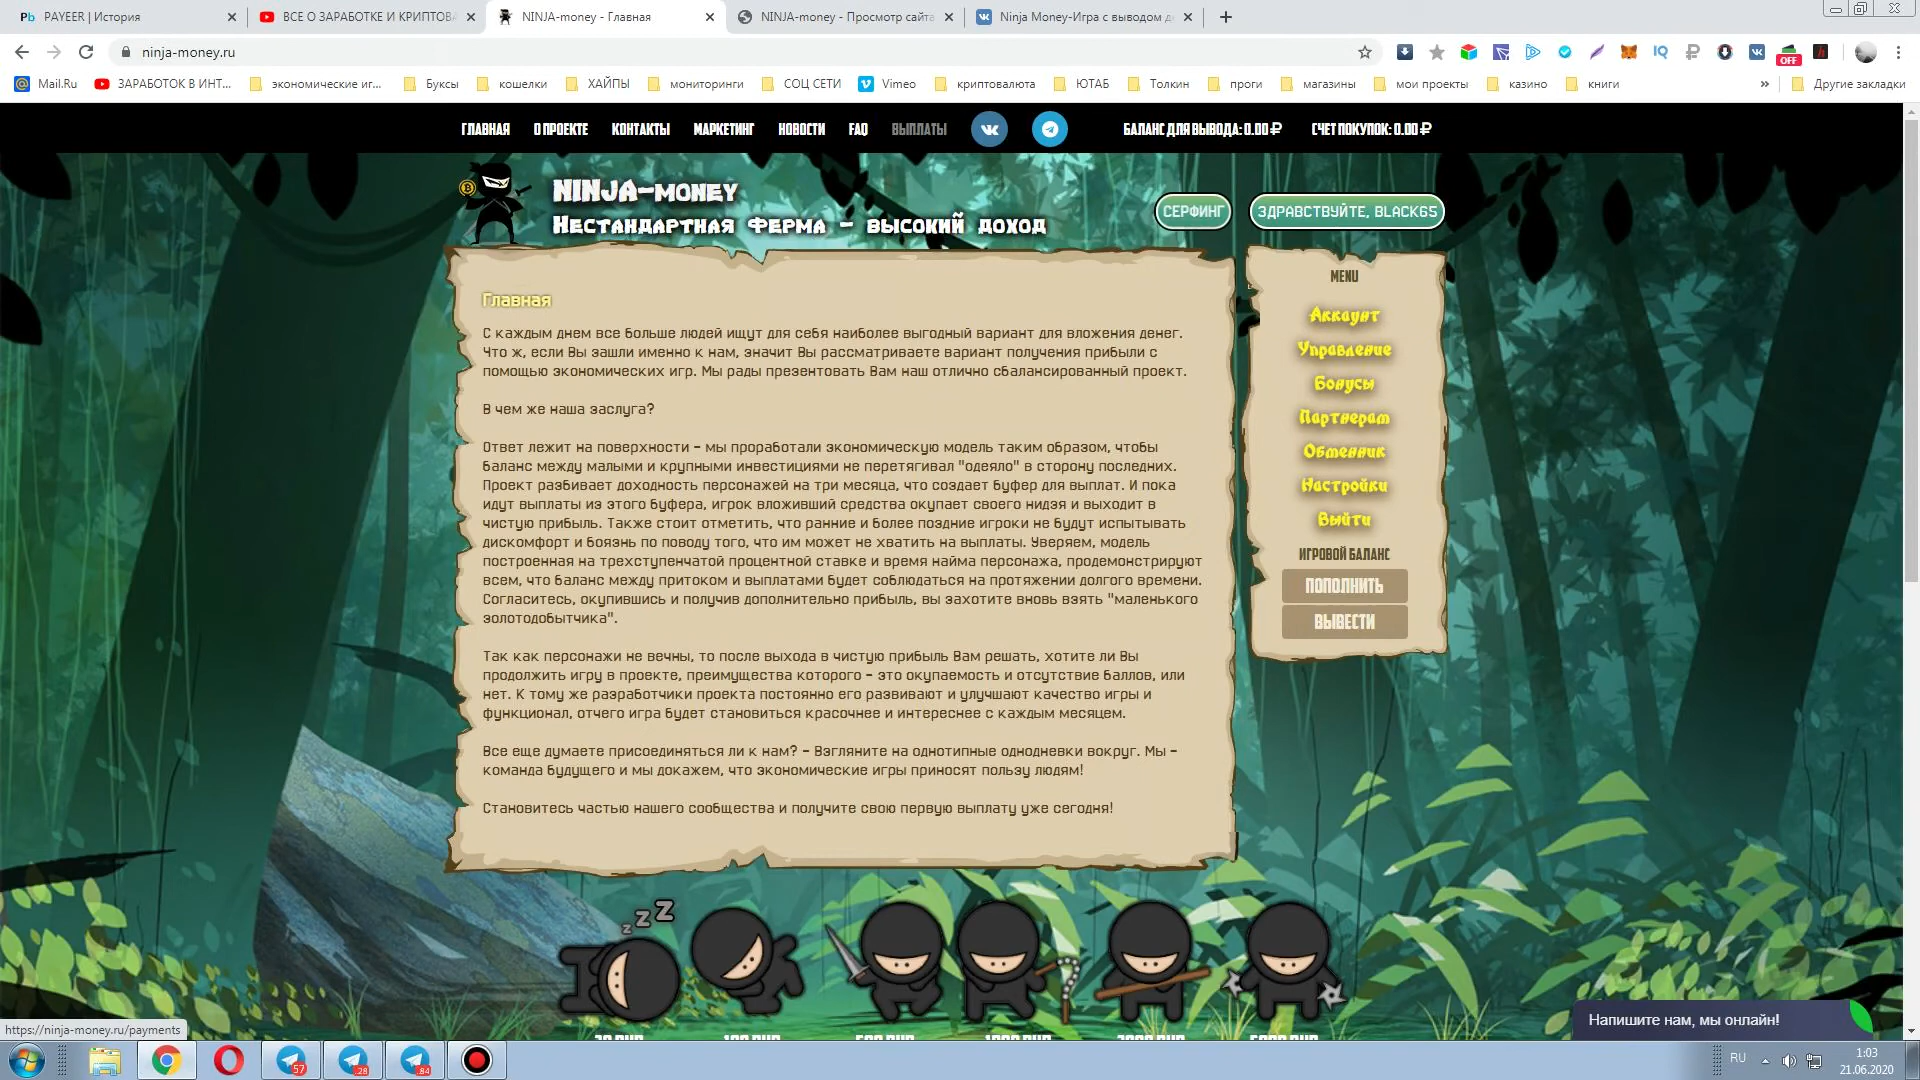 PAYEER | История
ВСЕ О ЗАРАБОТКЕ И КРИПТОВА
NINJA-money - Главная
NINJA-money - Просмотр сайта
Ninja Money-Игра с выводом д
ninja-money.ru
OFF
Mail.Ru
ЗАРАБОТОК В ИНТ...
экономические иг...
Буксы
кошелки
ХАЙПЫ
мониторинги
СОЦ СЕТИ
Vimeo
криптовалюта
ЮТАБ
Толкин
проги
магазины
мои проекты
казино
книги
Другие закладки
ГЛАВНАЯ
О ПРОЕКТЕ
КОНТАКТЫ
МАРКЕТИНГ
НОВОСТИ
FAQ
ВЫПЛАТЫ
БАЛАНС ДЛЯ ВЫВОДА: 0.00 ₽
СЧЕТ ПОКУПОК: 0.00 ₽
NINJA-MONEY
Нестандартная ферма - высокий доход
СЕРФИНГ
ЗДРАВСТВУЙТЕ, BLACK65
Главная
С каждым днем все больше людей ищут для себя наиболее выгодный вариант для вложения денег.
Что ж, если Вы зашли именно к нам, значит Вы рассматриваете вариант получения прибыли с
помощью экономических игр. Мы рады презентовать Вам наш отлично сбалансированный проект.
В чем же наша заслуга?
Ответ лежит на поверхности - мы проработали экономическую модель таким образом, чтобы
баланс между малыми и крупными инвестициями не перетягивал "одеяло" в сторону последних.
Проект разбивает доходность персонажей на три месяца, что создает буфер для выплат. И пока
идут выплаты из этого буфера, игрок вложивший средства окупает своего нидзя и выходит в
чистую прибыль. Также стоит отметить, что ранние и более поздние игроки не будут испытывать
дискомфорт и боязнь по поводу того, что им может не хватить на выплаты. Уверяем, модель
построенная на трехступенчатой процентной ставке и время найма персонажа, продемонстрируют
всем, что баланс между притоком и выплатами будет соблюдаться на протяжении долгого времени.
Согласитесь, окупившись и получив дополнительно прибыль, вы захотите вновь взять "маленького
золотодобытчика".
Так как персонажи не вечны, то после выхода в чистую прибыль Вам решать, хотите ли Вы
продолжить игру в проекте, преимущества которого - это окупаемость и отсутствие баллов, или
нет. К тому же разработчики проекта постоянно его развивают и улучшают качество игры и
функционал, отчего игра будет становиться красочнее и интереснее с каждым месяцем.
Все еще думаете присоединяться ли к нам? - Взгляните на однотипные однодневки вокруг. Мы -
команда будущего и мы докажем, что экономические игры приносят пользу людям!
Становитесь частью нашего сообщества и получите свою первую выплату уже сегодня!
MENU
Аккаунт
Управление
Бонусы
Партнерам
Обменник
Настройки
Выйти
ИГРОВОЙ БАЛАНС
ПОПОЛНИТЬ
ВЫВЕСТИ
z z z
Напишите нам, мы онлайн!
https://ninja-money.ru/payments
57
28
84
RU
1:03
21.06.2020